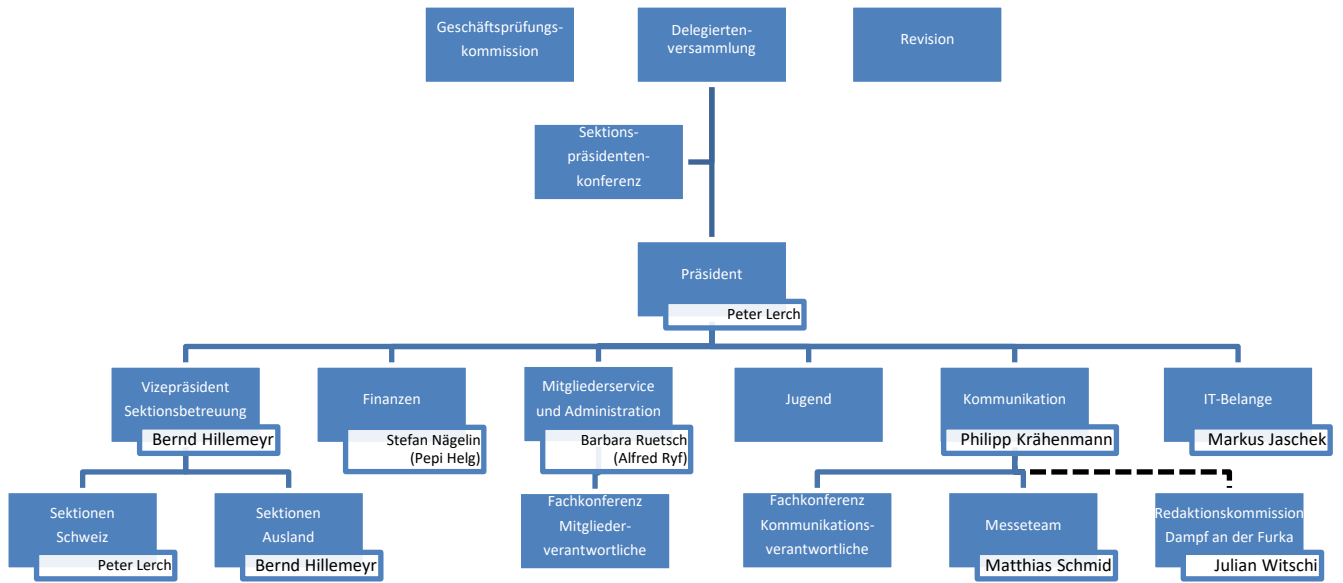 Geschäftsprüfungs-
kommission
Delegierten-
versammlung
Revision
Sektions-
präsidenten-
konferenz
Präsident
Peter Lerch
Vizepräsident
Sektionsbetreuung
Bernd Hillemeyr
Finanzen
Stefan Nägelin
(Pepi Helg)
Mitgliederservice
und Administration
Barbara Ruetsch
(Alfred Ryf)
Jugend
Kommunikation
Philipp Krähenmann
IT-Belange
Markus Jaschek
Sektionen
Schweiz
Peter Lerch
Sektionen
Ausland
Bernd Hillemeyr
Fachkonferenz
Mitglieder-
verantwortliche
Fachkonferenz
Kommunikations-
verantwortliche
Messeteam
Matthias Schmid
Redaktionskommission
Dampf an der Furka
Julian Witschi